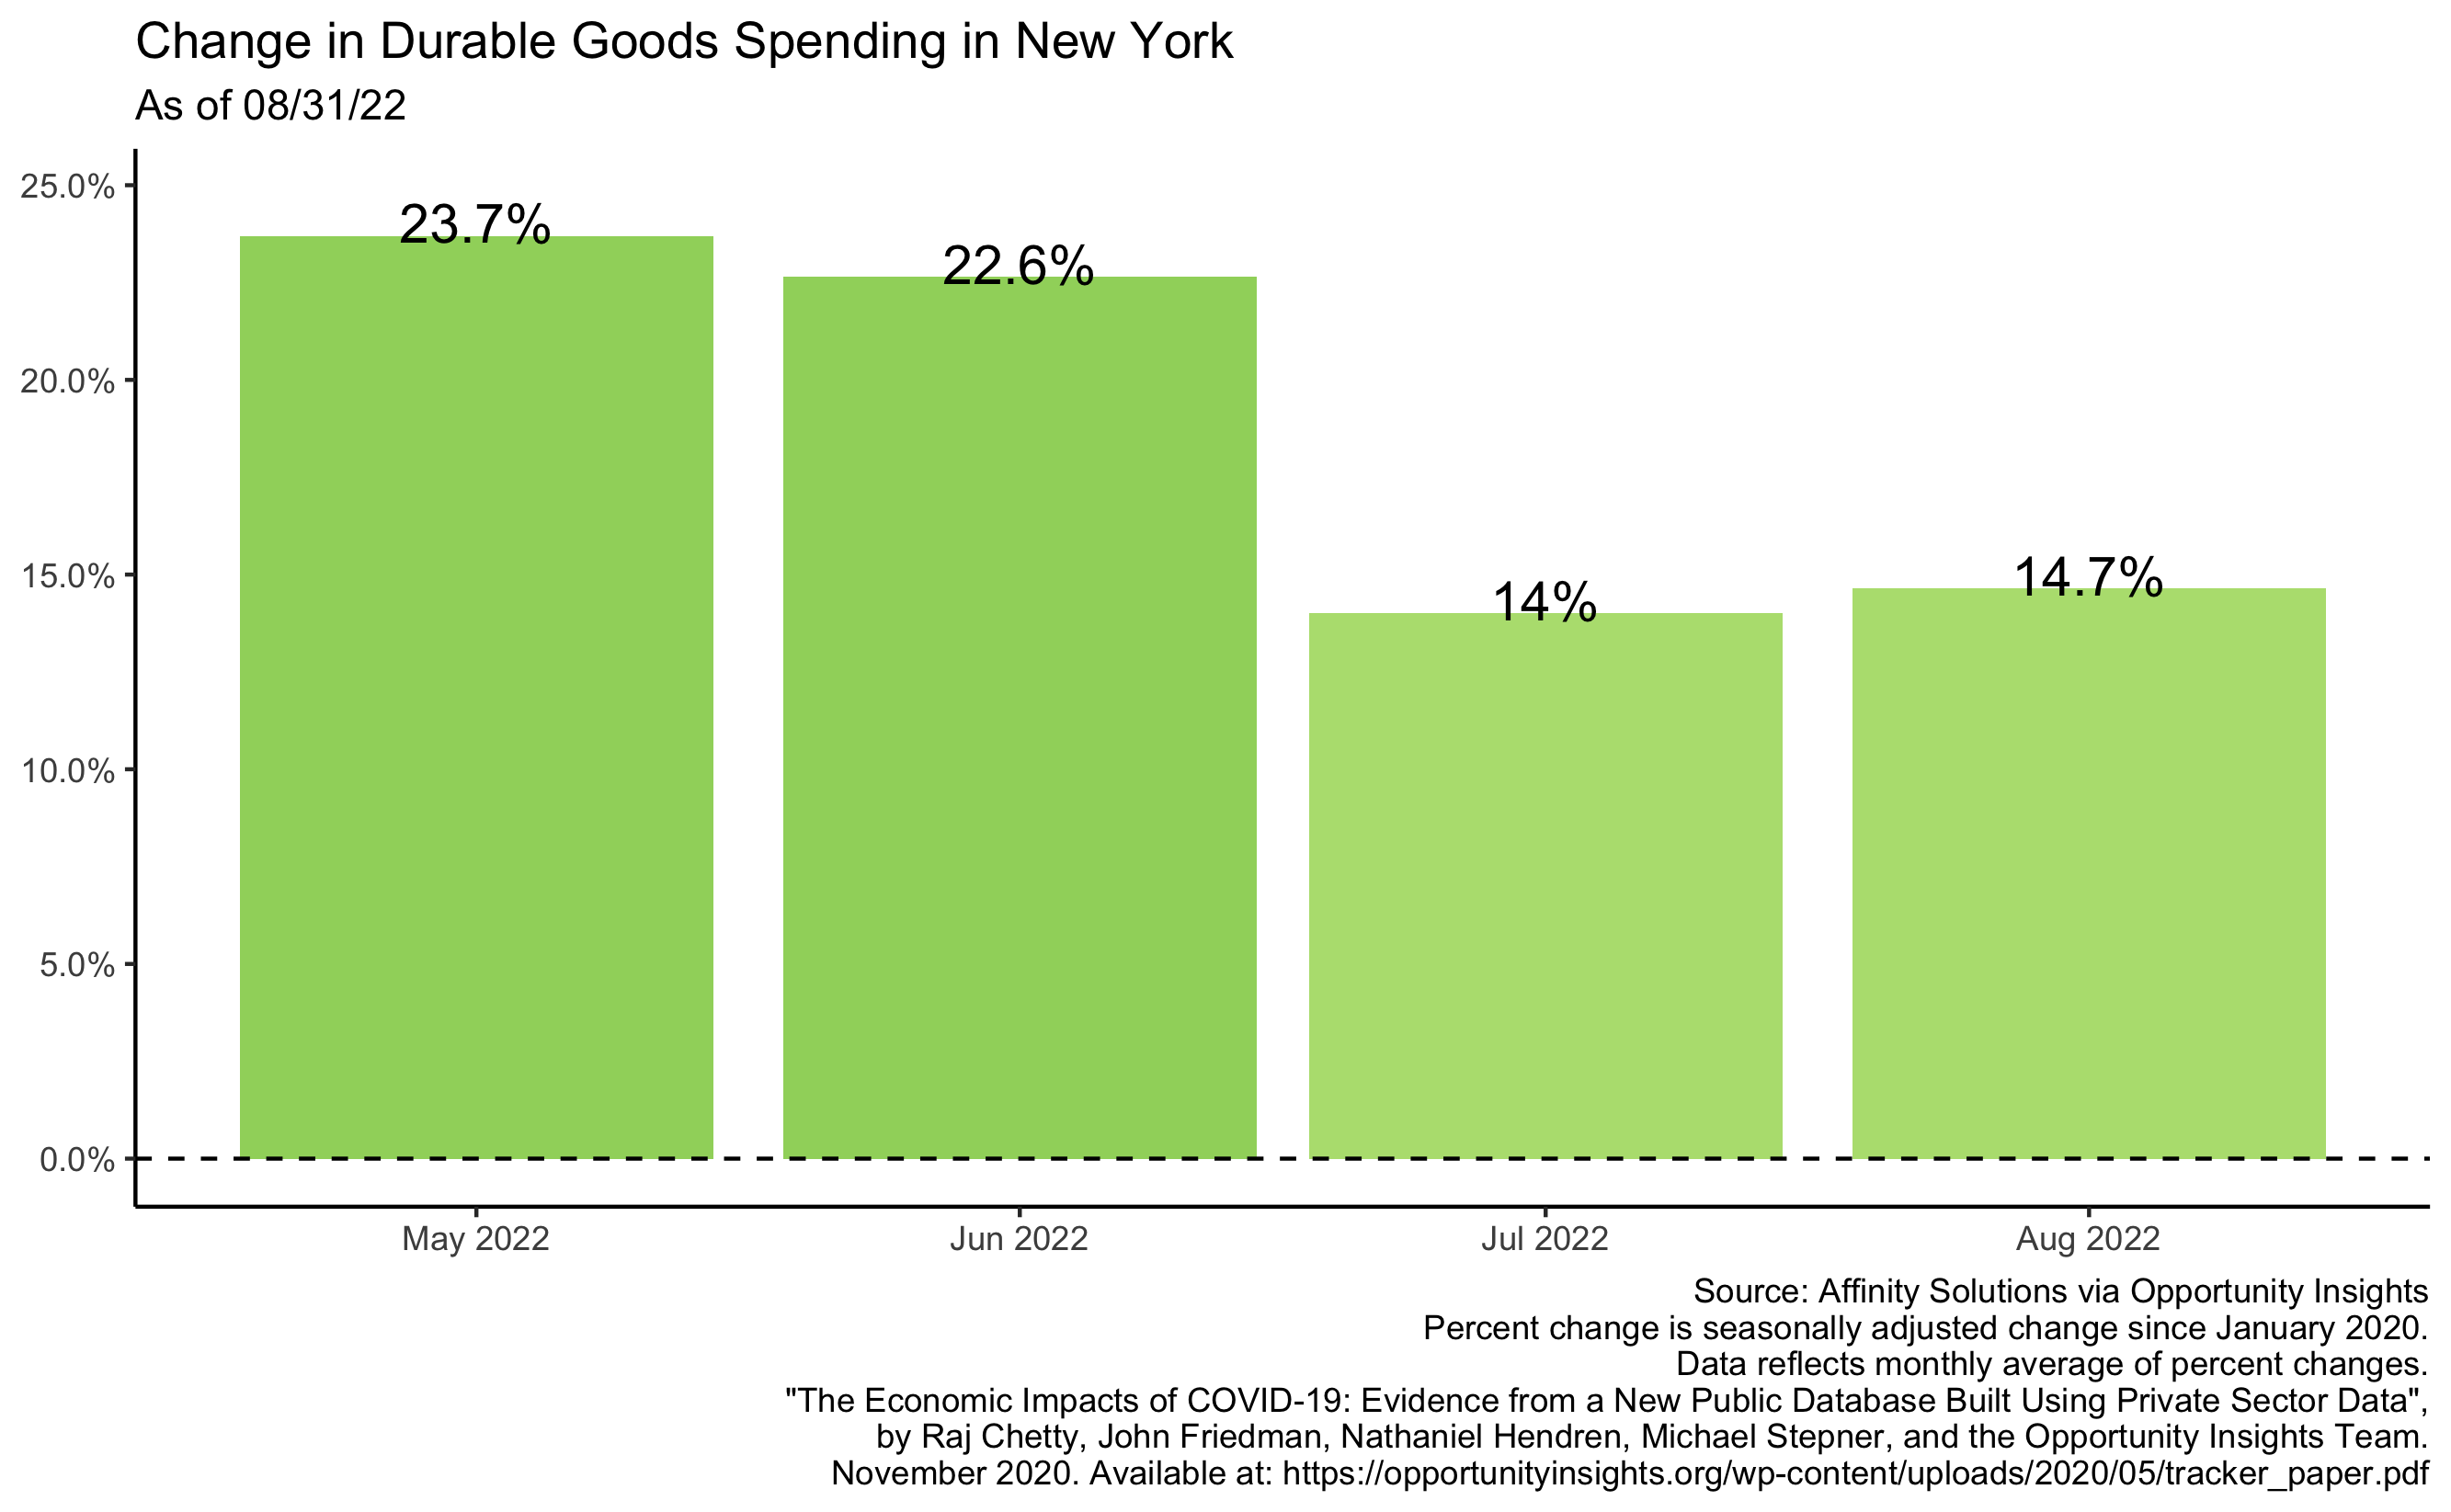 Change in Durable Goods Spending in New York
As of 08/31/22
25.0%
20.0%
15.0%
10.0%
5.0%
0.0%
23.7%
22.6%
14%
14.7%
May 2022
Jun 2022
Jul 2022
Aug 2022
Source: Affinity Solutions via Opportunity Insights
Percent change is seasonally adjusted change since January 2020.
Data reflects monthly average of percent changes.
"The Economic Impacts of COVID-19: Evidence from a New Public Database Built Using Private Sector Data",
by Raj Chetty, John Friedman, Nathaniel Hendren, Michael Stepner, and the Opportunity Insights Team.
November 2020. Available at: https://opportunityinsights.org/wp-content/uploads/2020/05/tracker_paper.pdf